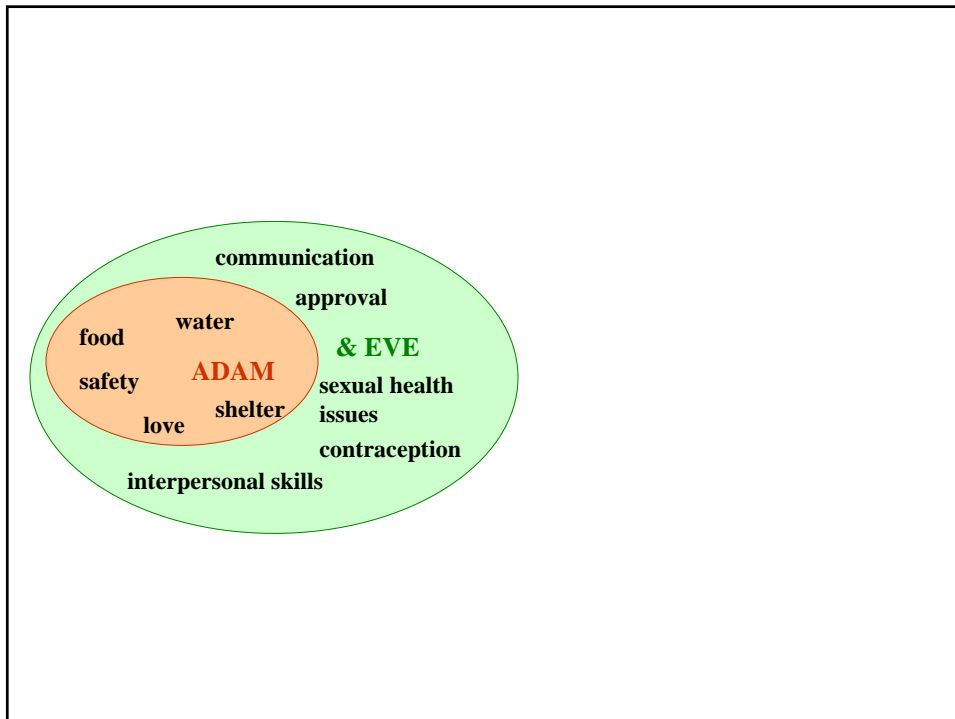 communication
approval
water
food
& EVE
ADAM
safety
sexual health
issues
shelter
love
contraception
interpersonal skills